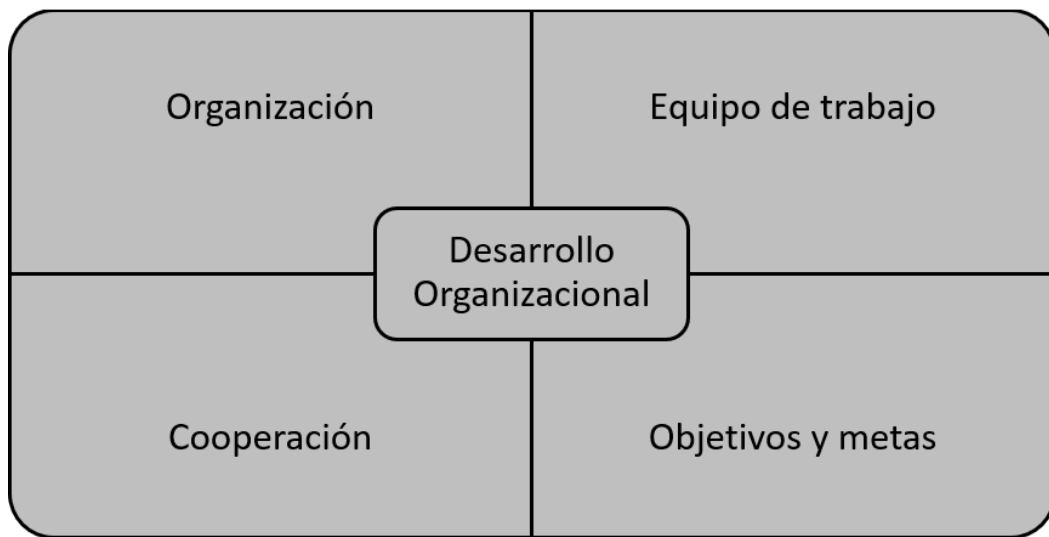 Organización
Equipo de trabajo
Desarrollo
Organizacional
Cooperación
Objetivos y metas